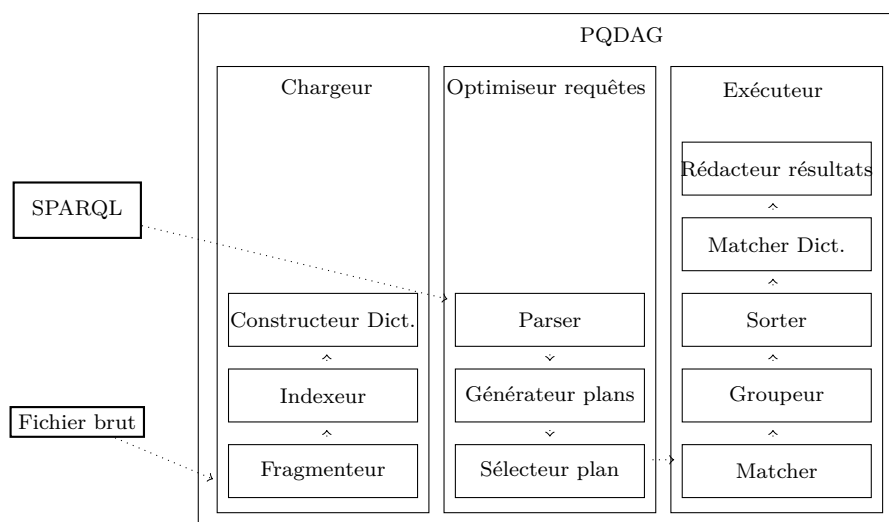 PQDAG
Chargeur
Optimiseur requêtes
Exécuteur
Rédacteur résultats
SPARQL
Matcher Dict.
Constructeur Dict.
Parser
Sorter
Indexeur
Générateur plans
Groupeur
Fichier brut
Fragmenteur
Sélecteur plan
Matcher